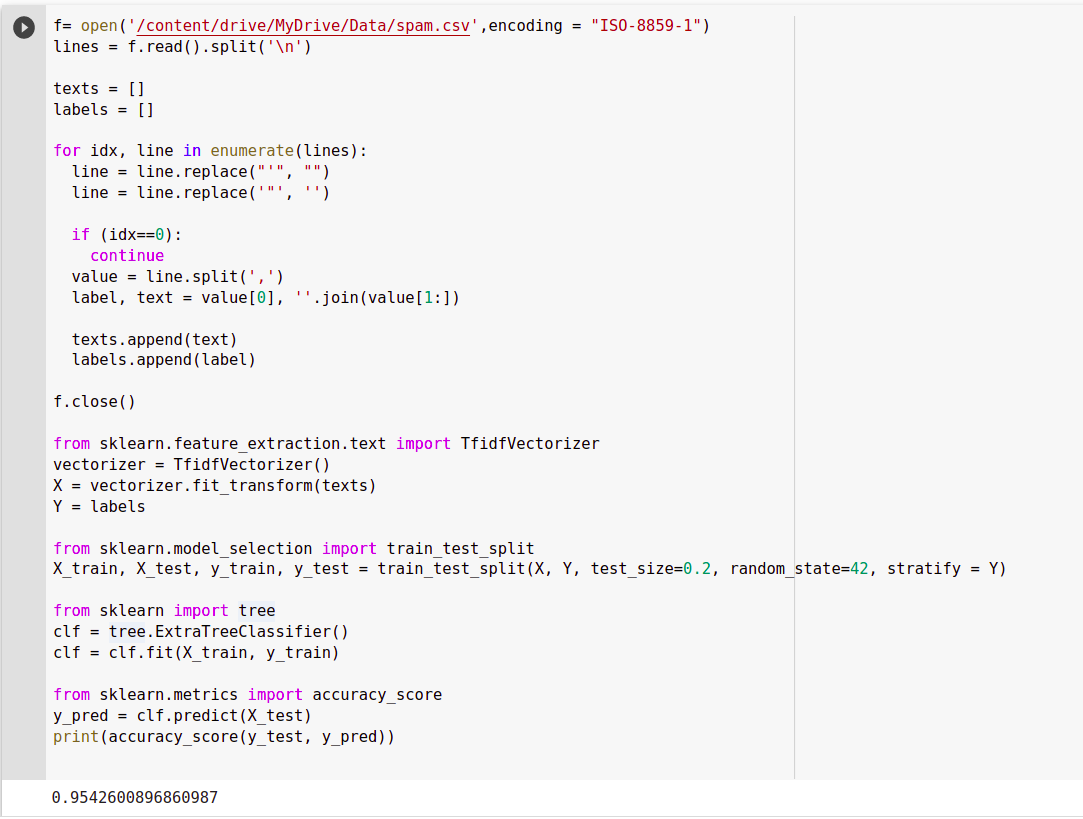 f= open('/content/drive/MyDrive/Data/spam.csv',encoding = "ISO-8859-1")
lines = f.read().split('\n')

texts = []
labels = []

for idx, line in enumerate(lines):
  line = line.replace("'", "")
  line = line.replace('"', '')

  if (idx==0):
    continue
  value = line.split(',')
  label, text = value[0], ''.join(value[1:])

  texts.append(text)
  labels.append(label)

f.close()

from sklearn.feature_extraction.text import TfidfVectorizer
vectorizer = TfidfVectorizer()
X = vectorizer.fit_transform(texts)
Y = labels

from sklearn.model_selection import train_test_split
X_train, X_test, y_train, y_test = train_test_split(X, Y, test_size=0.2, random_state=42, stratify = Y)

from sklearn import tree
clf = tree.ExtraTreeClassifier()
clf = clf.fit(X_train, y_train)

from sklearn.metrics import accuracy_score
y_pred = clf.predict(X_test)
print(accuracy_score(y_test, y_pred))

0.9542600896860987